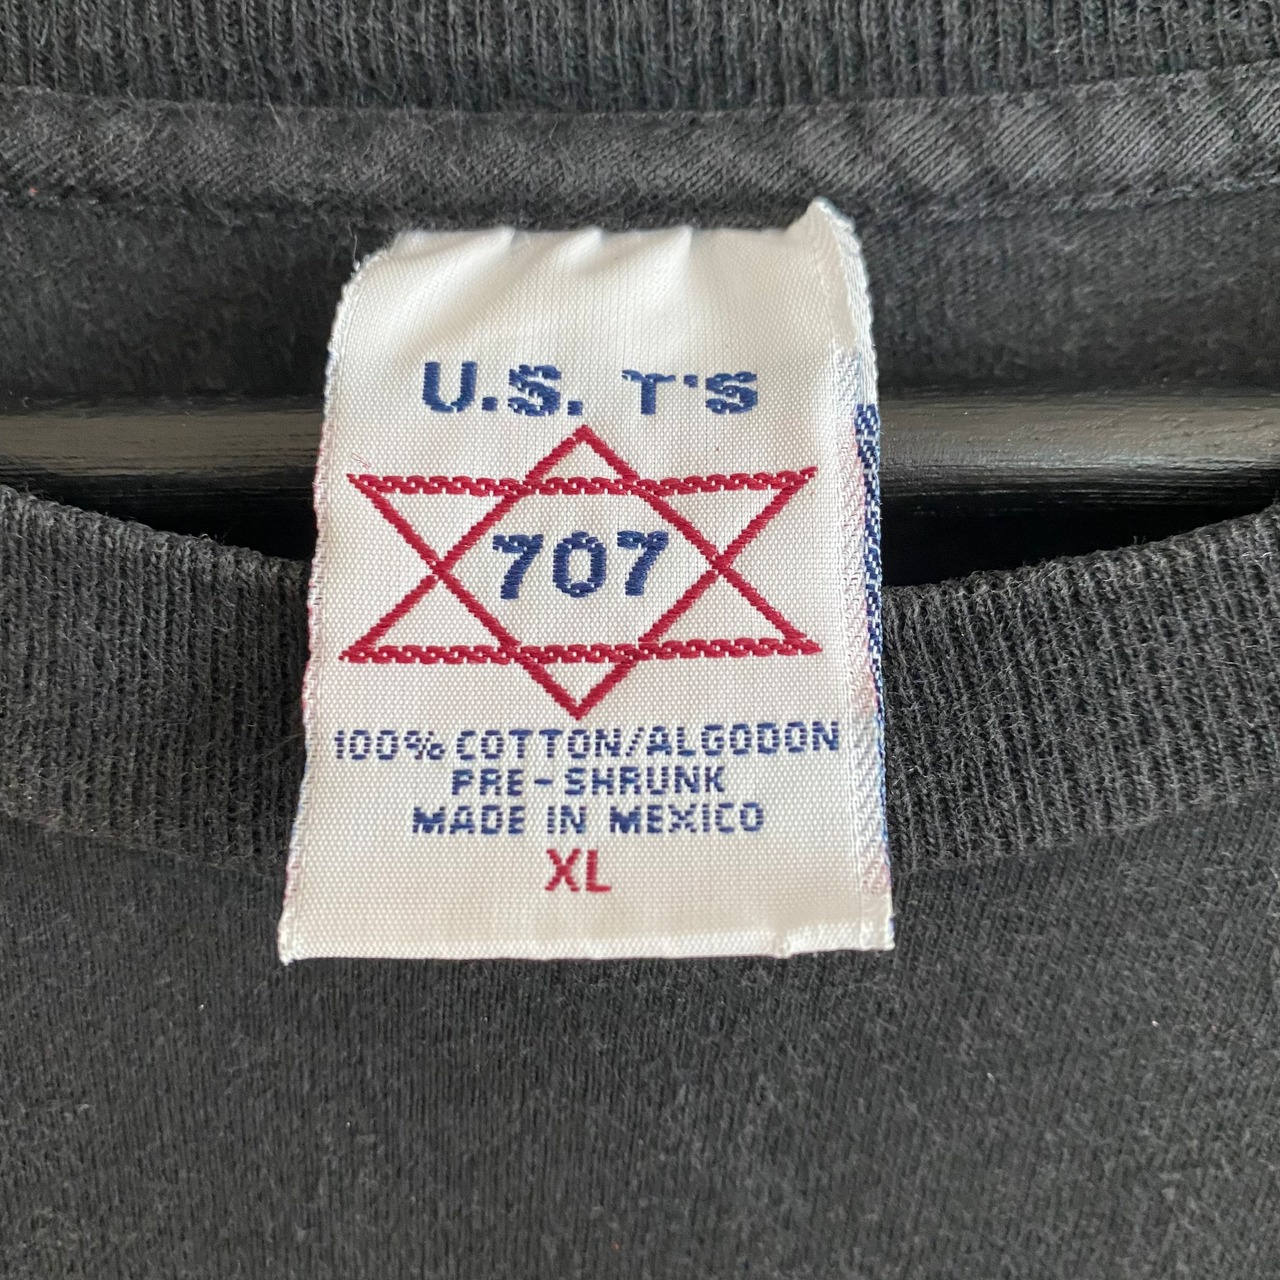 U.S. T'S
707
100% COTTON/ALGODON
PRE-SHRUNK
MADE IN MEXICO
XL